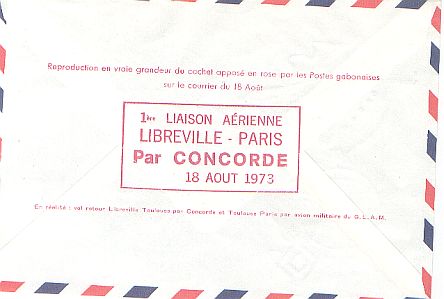 Reproduction en vraie grandeur du cachet apposé en rose par les Postes gabonaises
sur le courrier du 18 Août
1ère LIAISON AÉRIENNE
LIBREVILLE - PARIS
Par CONCORDE
18 AOUT 1973
En réalité : vol retour Libreville Toulouse par Concorde et Toulouse Paris par avion militaire du G.L.A.M.